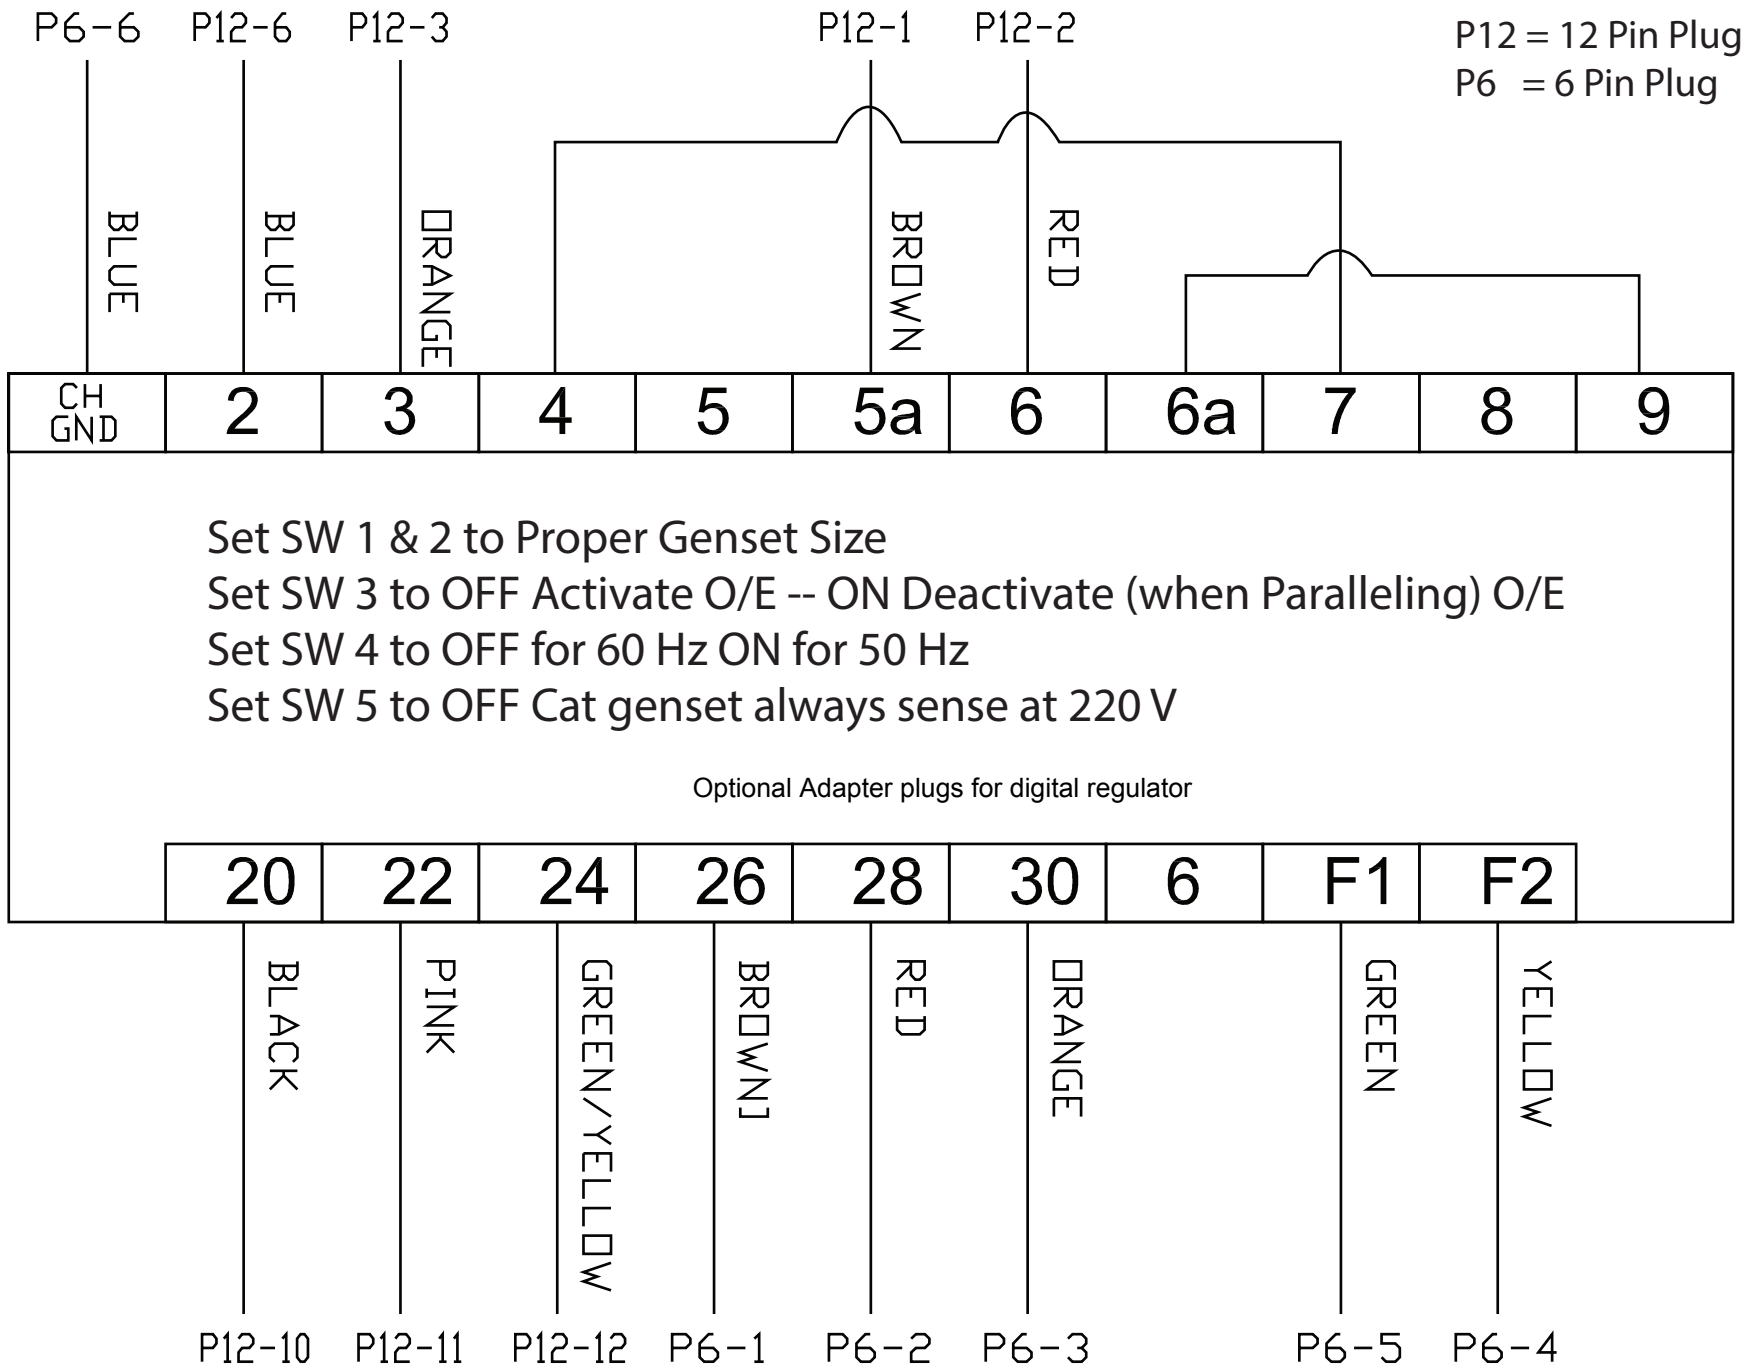 P6-6 P12-6 P12-3 P12-1 P12-2
P12 = 12 Pin Plug
P6 = 6 Pin Plug
BLUE
BLUE
ORANGE
BROWN
RED
CH GND 2 3 4 5 5a 6 6a 7 8 9
Set SW 1 & 2 to Proper Genset Size
Set SW 3 to OFF Activate O/E -- ON Deactivate (when Paralleling) O/E
Set SW 4 to OFF for 60 Hz ON for 50 Hz
Set SW 5 to OFF Cat genset always sense at 220 V
Optional Adapter plugs for digital regulator
20 22 24 26 28 30 6 F1 F2
BLACK
PINK
GREEN/YELLOW
BROWN]
RED
ORANGE
GREEN
YELLOW
P12-10 P12-11 P12-12 P6-1 P6-2 P6-3 P6-5 P6-4